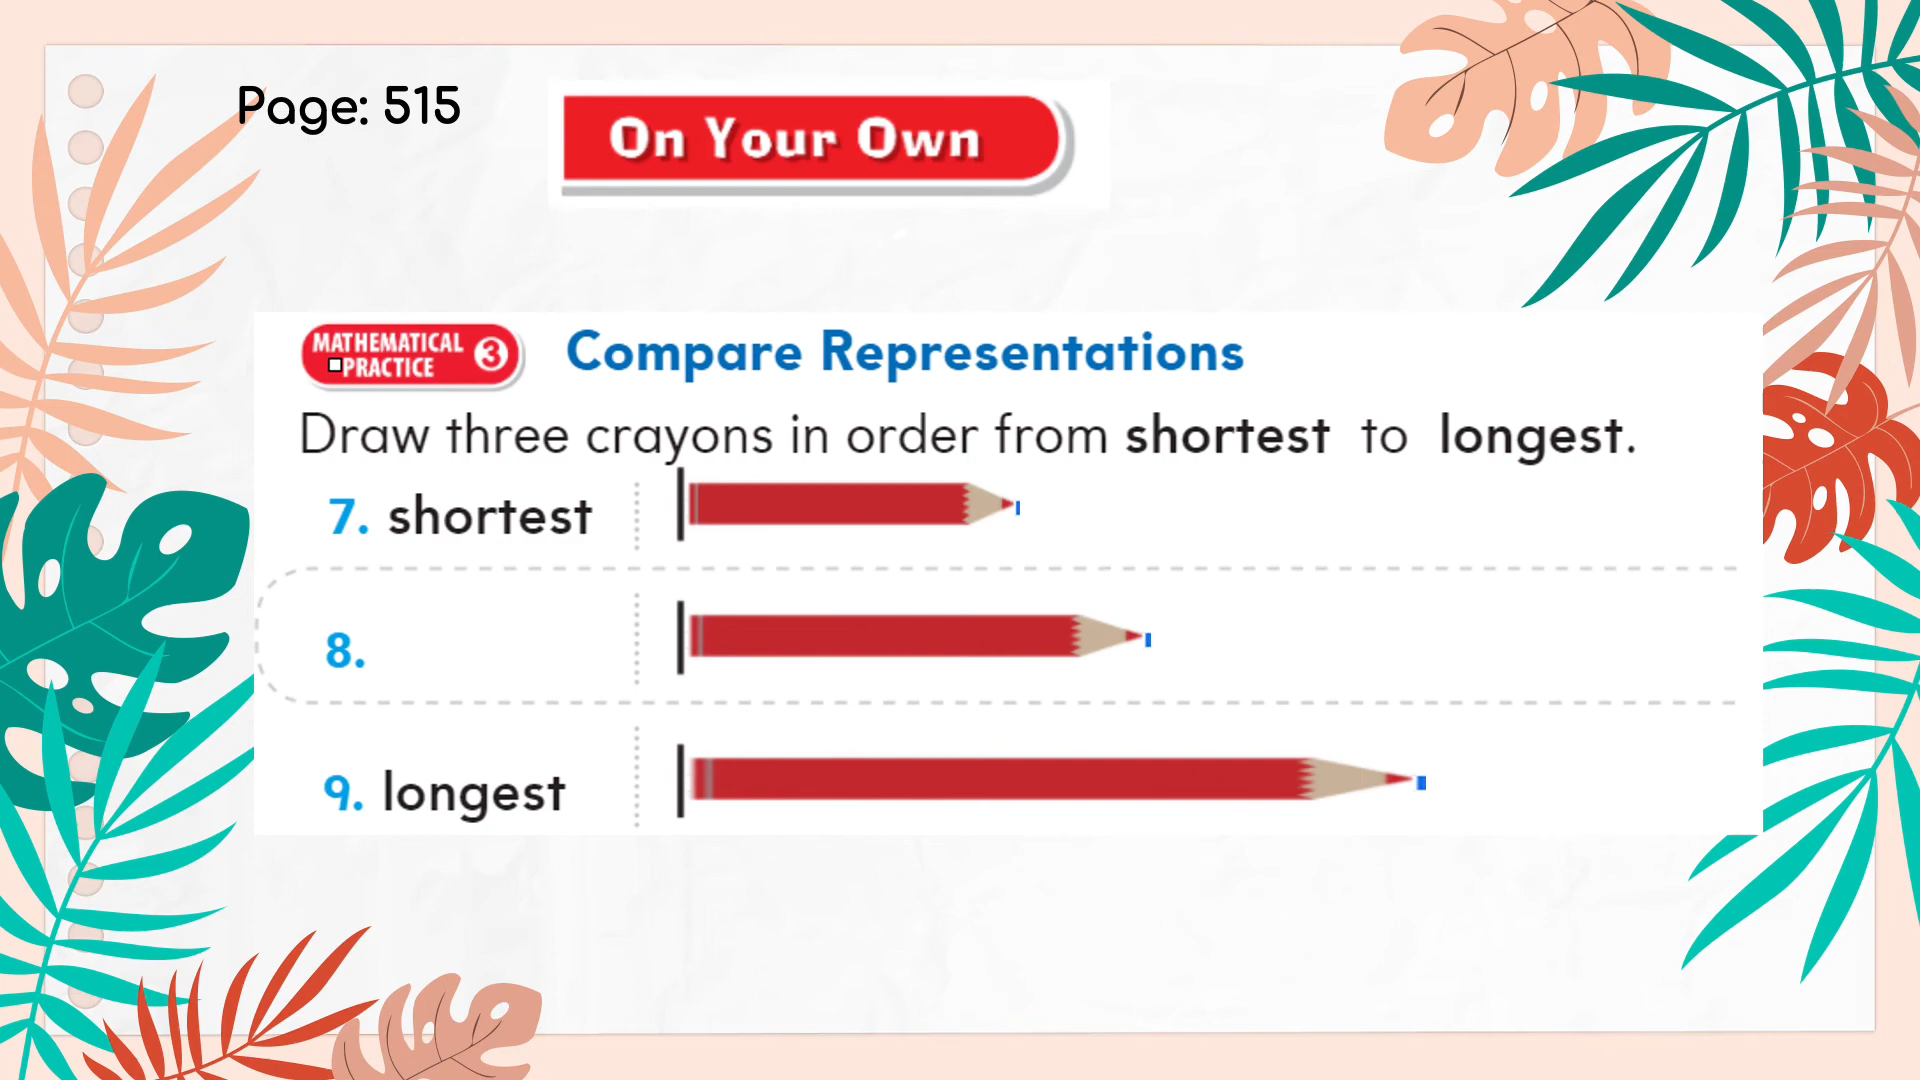 Page: 515
On Your Own
MATHEMATICAL
PRACTICE 3
Compare Representations
Draw three crayons in order from shortest to longest.
7. shortest
8.
9. longest